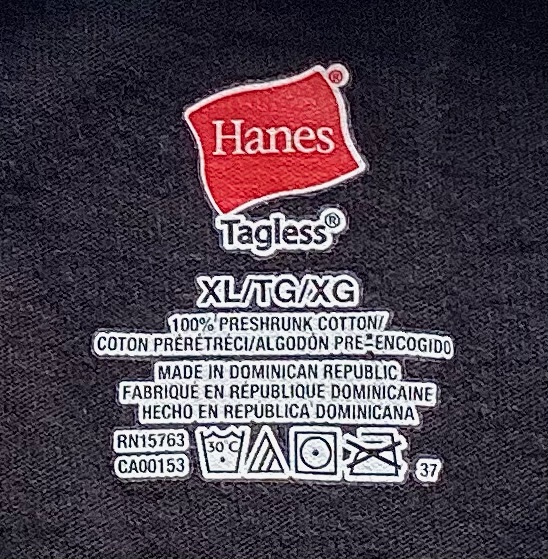 Hanes®
Tagless®
XL/TG/XG
100% PRESHRUNK COTTON/
COTON PRÉRÉTRÉCI/ALGODÓN PRE-ENCOGIDO
MADE IN DOMINICAN REPUBLIC
FABRIQUÉ EN RÉPUBLIQUE DOMINICAINE
HECHO EN REPÚBLICA DOMINICANA
RN15763
CA00153
30°C
37